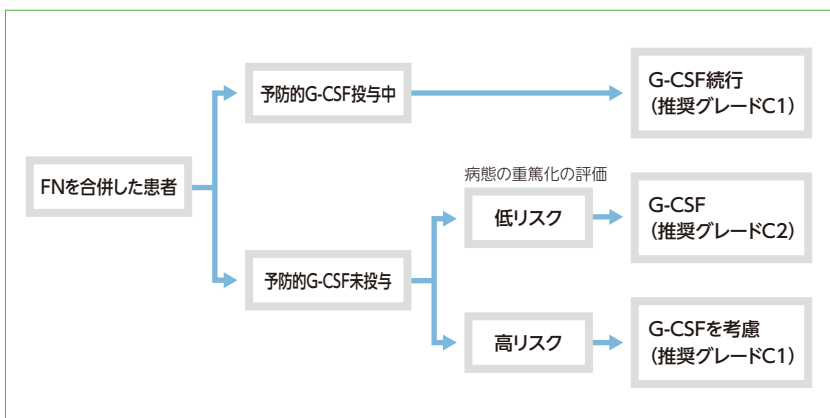 FNを合併した患者
予防的G-CSF投与中
G-CSF続行
（推奨グレードC1）
予防的G-CSF未投与
病態の重篤化の評価
低リスク
G-CSF
（推奨グレードC2）
高リスク
G-CSFを考慮
（推奨グレードC1）